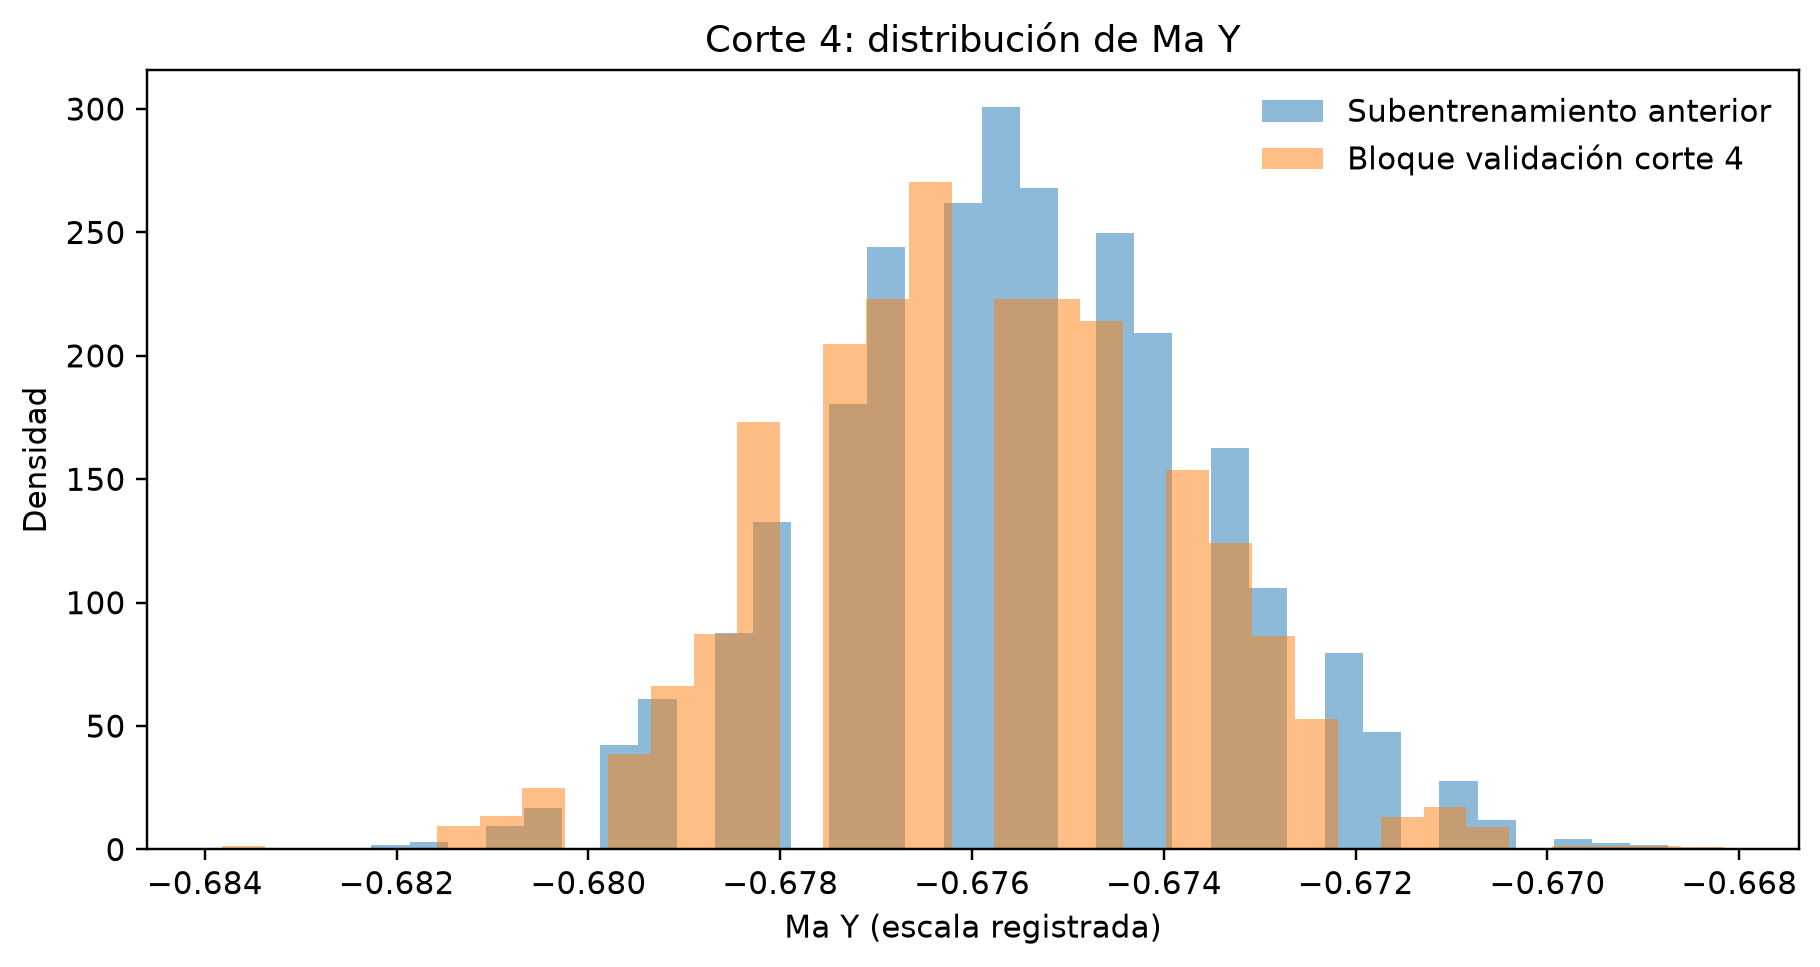 Corte 4: distribución de Ma Y
Subentrenamiento anterior
Bloque validación corte 4
300
250
200
150
100
50
0
Densidad
−0.684 −0.682 −0.680 −0.678 −0.676 −0.674 −0.672 −0.670 −0.668
Ma Y (escala registrada)